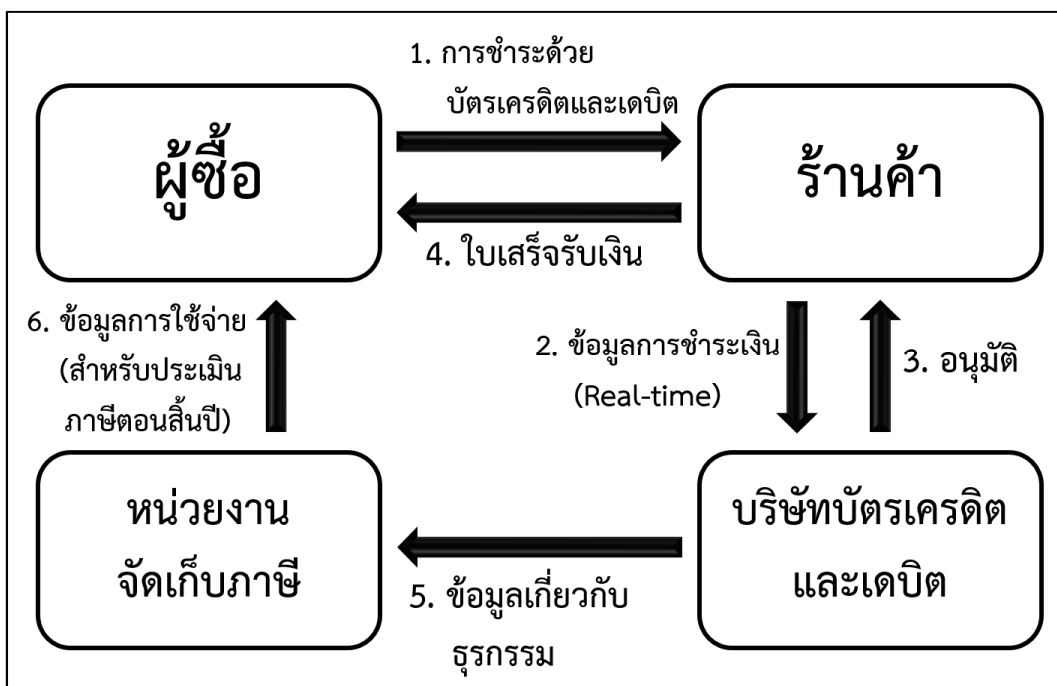 1. การชำระด้วย
บัตรเครดิตและเดบิต
ผู้ซื้อ
ร้านค้า
4. ใบเสร็จรับเงิน
6. ข้อมูลการใช้จ่าย
(สำหรับประเมิน
ภาษีตอนสิ้นปี)
2. ข้อมูลการชำระเงิน
(Real-time)
3. อนุมัติ
หน่วยงาน
จัดเก็บภาษี
บริษัทบัตรเครดิต
และเดบิต
5. ข้อมูลเกี่ยวกับ
ธุรกรรม